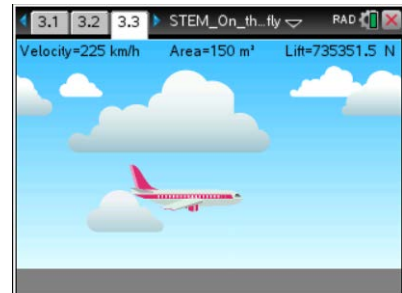 3.1 3.2 3.3 STEM_On_th…fly RAD
Velocity=225 km/h Area=150 m² Lift=735351.5 N